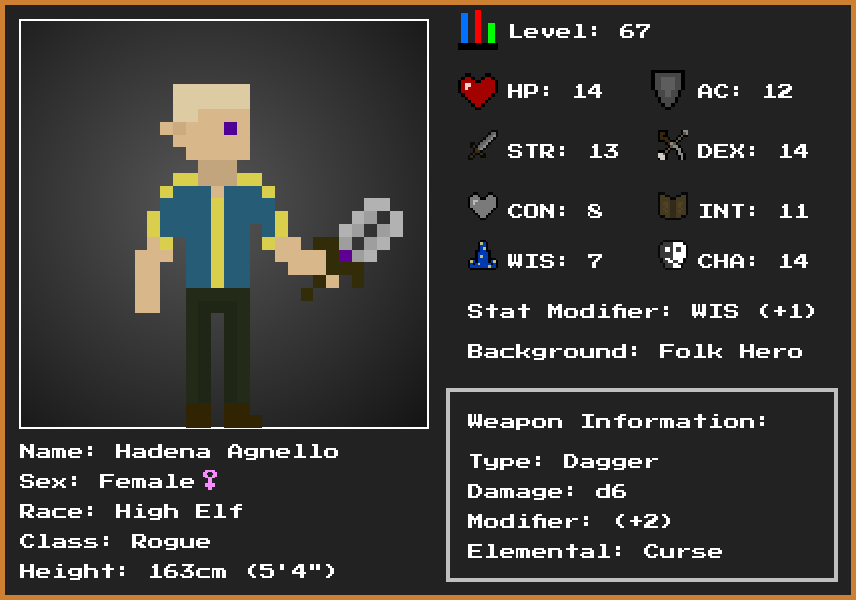 Level: 67
HP: 14 AC: 12
STR: 13 DEX: 14
CON: 8 INT: 11
WIS: 7 CHA: 14
Stat Modifier: WIS (+1)
Background: Folk Hero
Weapon Information:
Type: Dagger
Damage: d6
Modifier: (+2)
Elemental: Curse
Name: Hadena Agnello
Sex: Female♀
Race: High Elf
Class: Rogue
Height: 163cm (5'4")